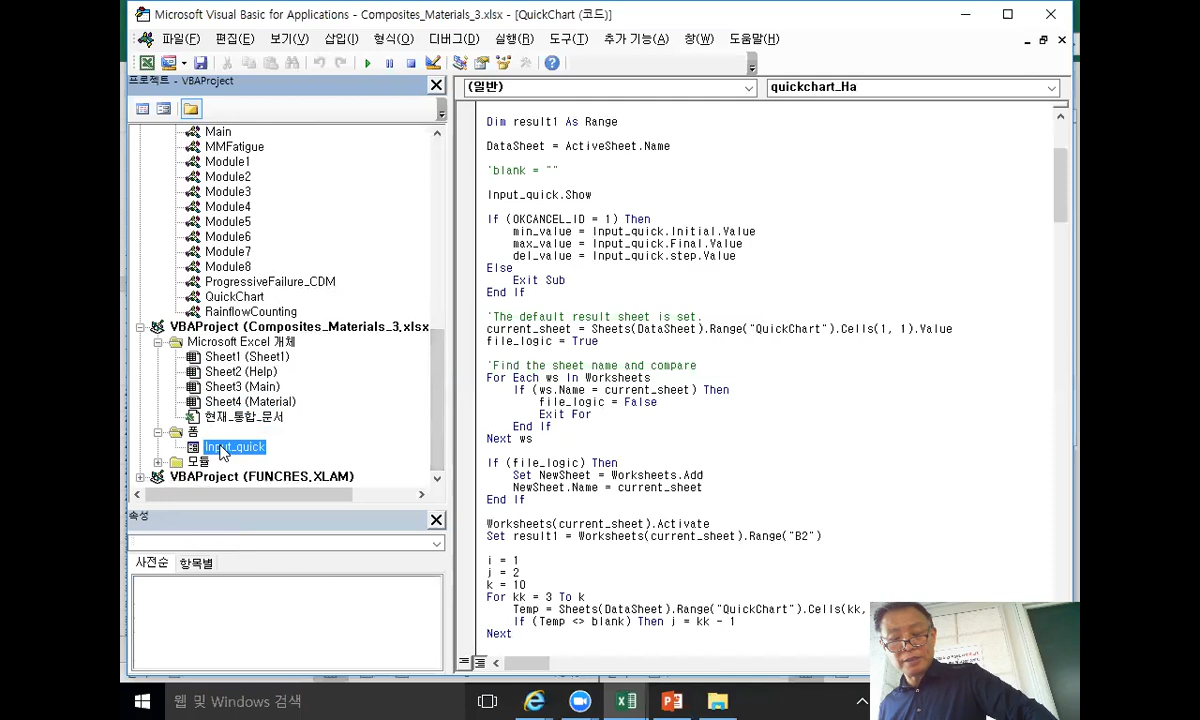 Microsoft Visual Basic for Applications - Composites_Materials_3.xlsx - [QuickChart (코드)]
파일(F) 편집(E) 보기(V) 삽입(I) 형식(O) 디버그(D) 실행(R) 도구(T) 추가 기능(A) 창(W) 도움말(H)
프로젝트 - VBAProject
(일반) quickchart_Ha
Main
MMFatigue
Module1
Module2
Module3
Module4
Module5
Module6
Module7
Module8
ProgressiveFailure_CDM
QuickChart
RainflowCounting
VBAProject (Composites_Materials_3.xlsx
Microsoft Excel 개체
Sheet1 (Sheet1)
Sheet2 (Help)
Sheet3 (Main)
Sheet4 (Material)
현재_통합_문서
폼
Input_quick
모듈
VBAProject (FUNCRES.XLAM)
속성
사전순 항목별
Dim result1 As Range
DataSheet = ActiveSheet.Name
'blank = ""
Input_quick.Show
If (OKCANCEL_ID = 1) Then
min_value = Input_quick.Initial.Value
max_value = Input_quick.Final.Value
del_value = Input_quick.step.Value
Else
Exit Sub
End If
'The default result sheet is set.
current_sheet = Sheets(DataSheet).Range("QuickChart").Cells(1, 1).Value
file_logic = True
'Find the sheet name and compare
For Each ws In Worksheets
If (ws.Name = current_sheet) Then
file_logic = False
Exit For
End If
Next ws
If (file_logic) Then
Set NewSheet = Worksheets.Add
NewSheet.Name = current_sheet
End If
Worksheets(current_sheet).Activate
Set result1 = Worksheets(current_sheet).Range("B2")
i = 1
j = 2
k = 10
For kk = 3 To k
Temp = Sheets(DataSheet).Range("QuickChart").Cells(kk,
If (Temp <> blank) Then j = kk - 1
Next
웹 및 Windows 검색